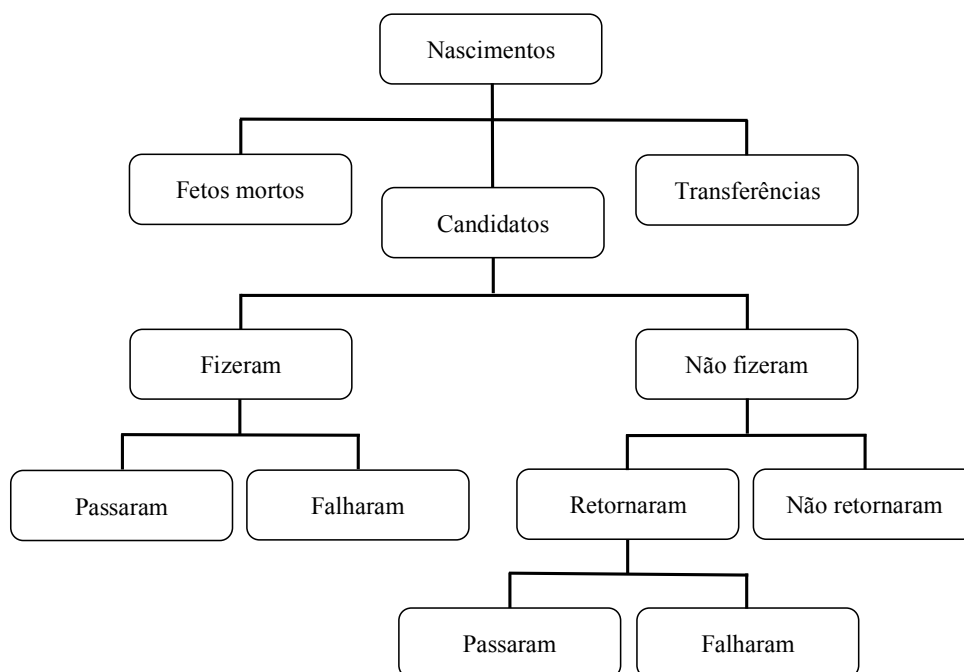 Nascimentos
Fetos mortos
Transferências
Candidatos
Fizeram
Não fizeram
Passaram
Falharam
Retornaram
Não retornaram
Passaram
Falharam